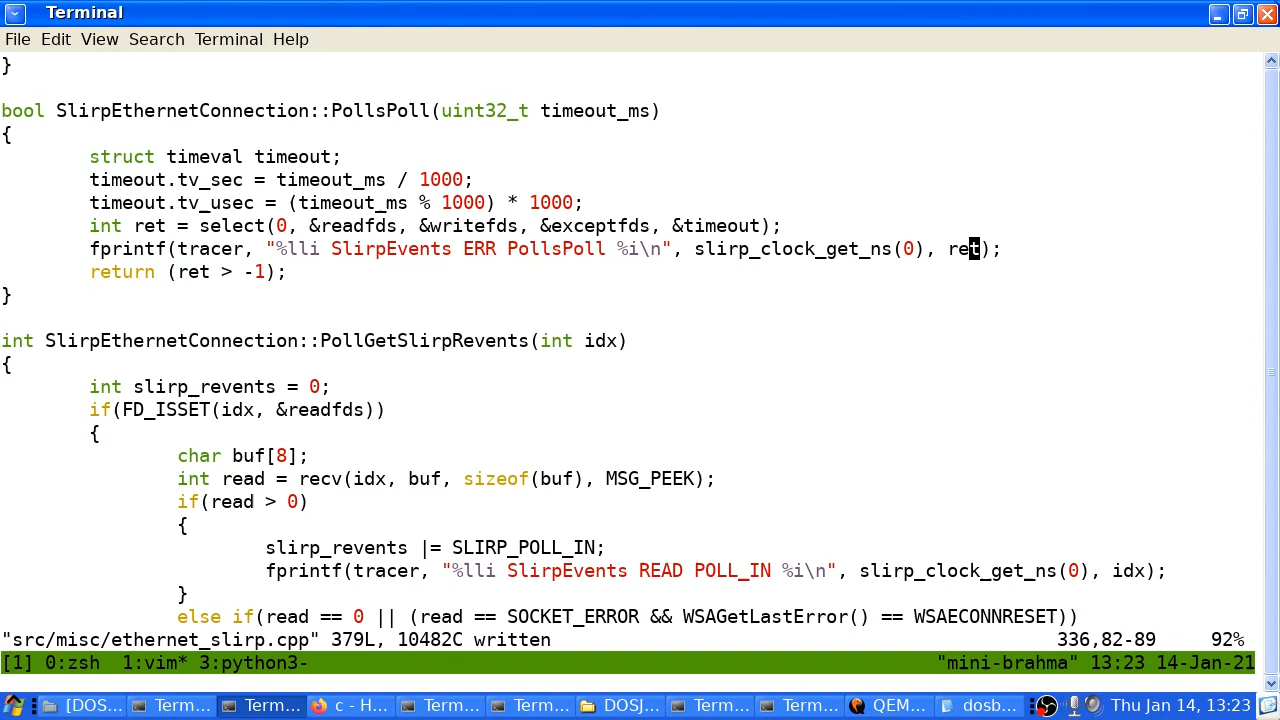 Terminal
File Edit View Search Terminal Help
}
bool SlirpEthernetConnection::PollsPoll(uint32_t timeout_ms)
{
struct timeval timeout;
timeout.tv_sec = timeout_ms / 1000;
timeout.tv_usec = (timeout_ms % 1000) * 1000;
int ret = select(0, &readfds, &writefds, &exceptfds, &timeout);
fprintf(tracer, "%lli SlirpEvents ERR PollsPoll %i\n", slirp_clock_get_ns(0), ret);
return (ret > -1);
}
int SlirpEthernetConnection::PollGetSlirpRevents(int idx)
{
int slirp_revents = 0;
if(FD_ISSET(idx, &readfds))
{
char buf[8];
int read = recv(idx, buf, sizeof(buf), MSG_PEEK);
if(read > 0)
{
slirp_revents |= SLIRP_POLL_IN;
fprintf(tracer, "%lli SlirpEvents READ POLL_IN %i\n", slirp_clock_get_ns(0), idx);
}
else if(read == 0 || (read == SOCKET_ERROR && WSAGetLastError() == WSAECONNRESET))
"src/misc/ethernet_slirp.cpp" 379L, 10482C written 336,82-89 92%
[1] 0:zsh 1:vim* 3:python3- "mini-brahma" 13:23 14-Jan-21
[DOS... Term... Term... c - H... Term... Term... DOSJ... Term... Term... QEM... dosb... Thu Jan 14, 13:23